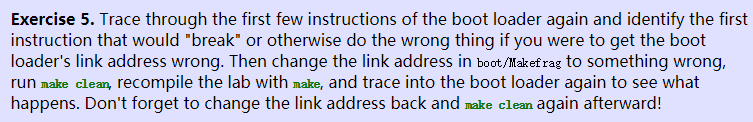 Exercise 5. Trace through the first few instructions of the boot loader again and identify the first
instruction that would "break" or otherwise do the wrong thing if you were to get the boot
loader's link address wrong. Then change the link address in boot/Makefrag to something wrong,
run make clean, recompile the lab with make, and trace into the boot loader again to see what
happens. Don't forget to change the link address back and make clean again afterward!